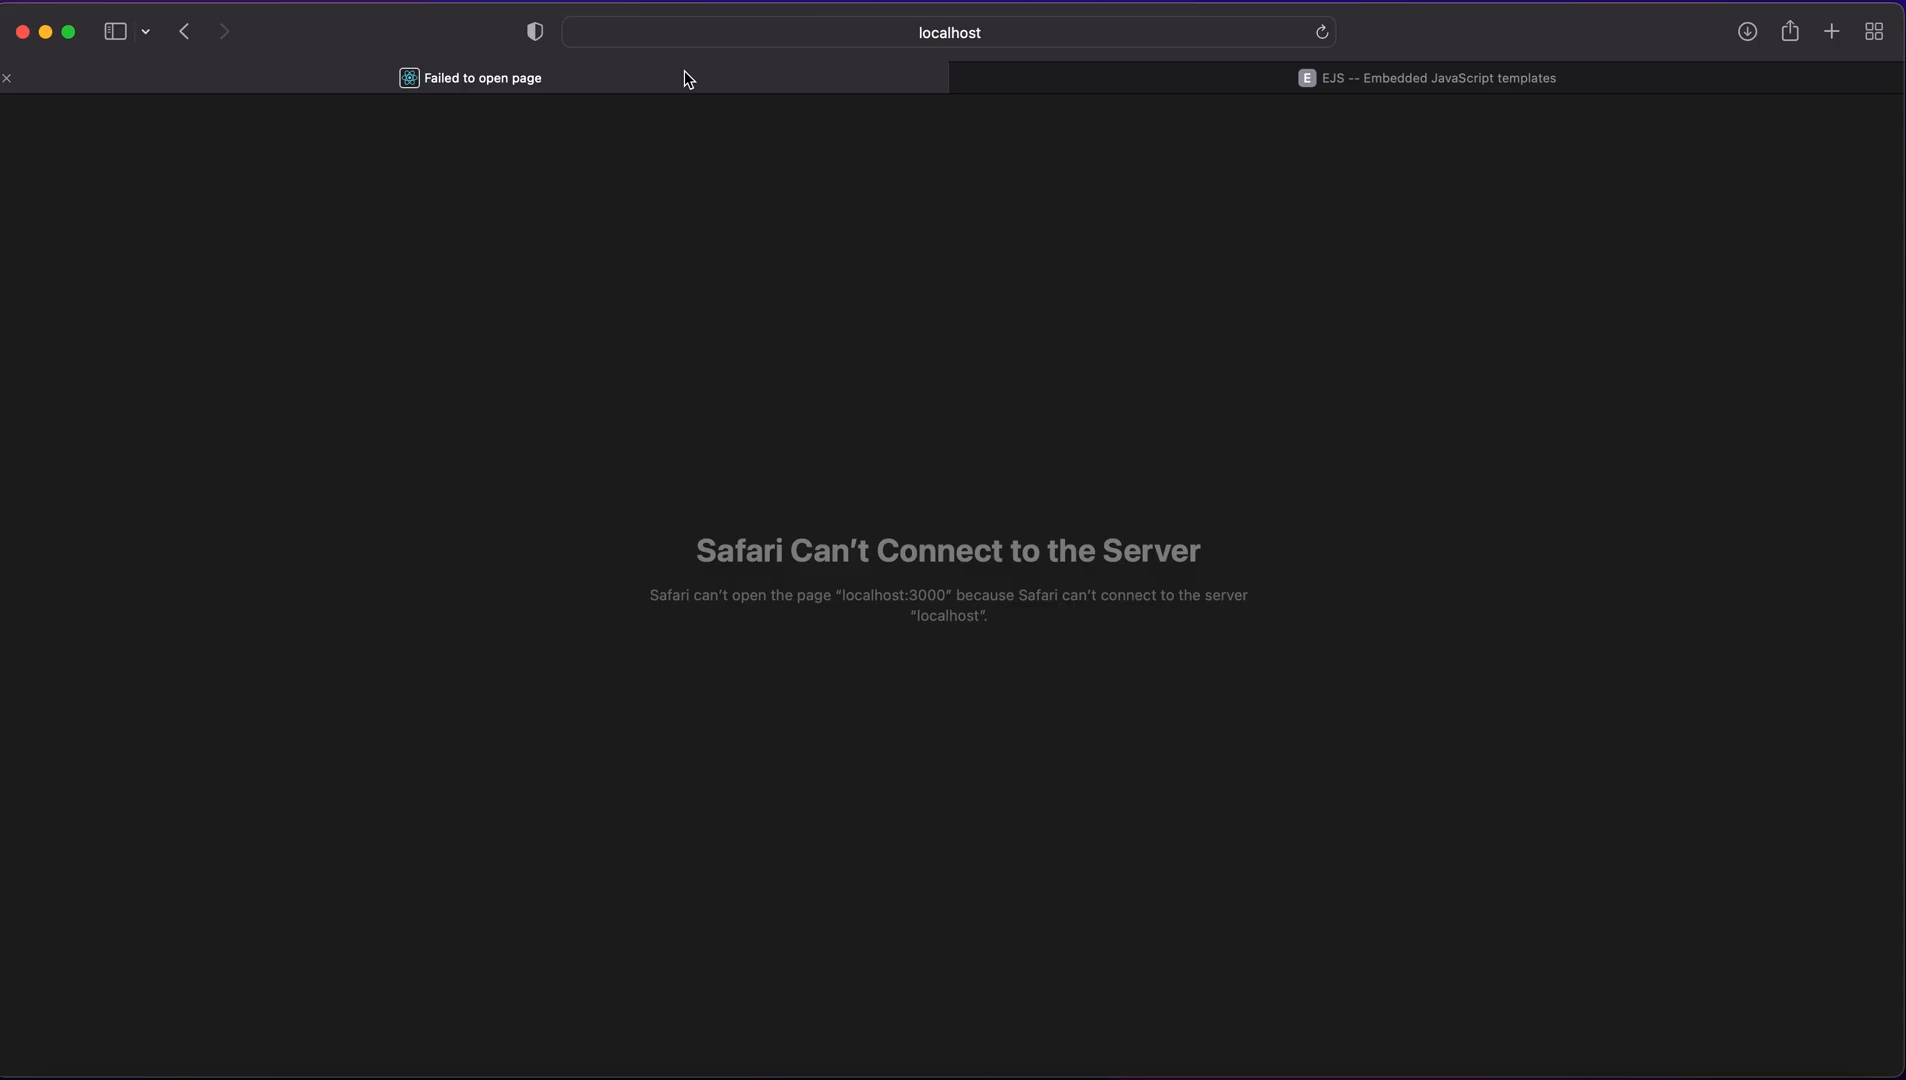 localhost
Failed to open page
E EJS -- Embedded JavaScript templates
Safari Can’t Connect to the Server
Safari can’t open the page “localhost:3000” because Safari can’t connect to the server
“localhost”.